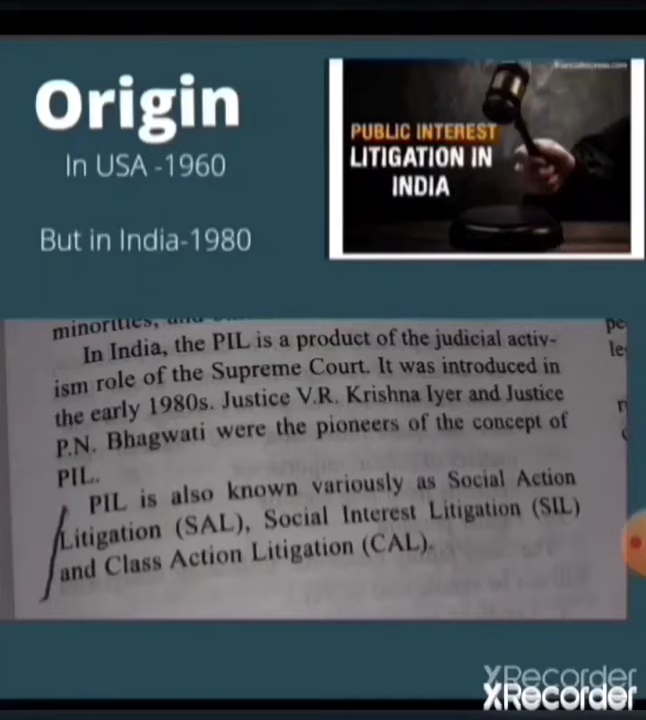 Origin
In USA -1960
But in India-1980
PUBLIC INTEREST
LITIGATION IN
INDIA
minorities, and
In India, the PIL is a product of the judicial activ-
ism role of the Supreme Court. It was introduced in
the early 1980s. Justice V.R. Krishna Iyer and Justice
P.N. Bhagwati were the pioneers of the concept of
PIL.
PIL is also known variously as Social Action
Litigation (SAL), Social Interest Litigation (SIL)
and Class Action Litigation (CAL).
XRecorder
XRecorder